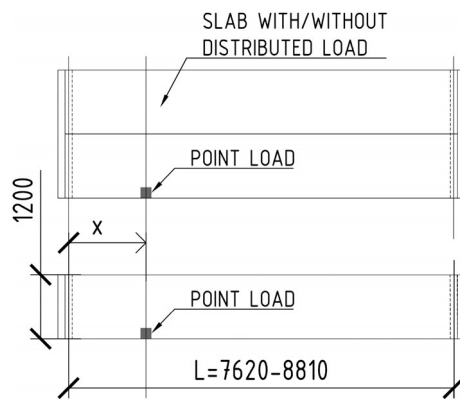 SLAB WITH/WITHOUT
DISTRIBUTED LOAD
POINT LOAD
1200
X
POINT LOAD
L=7620-8810